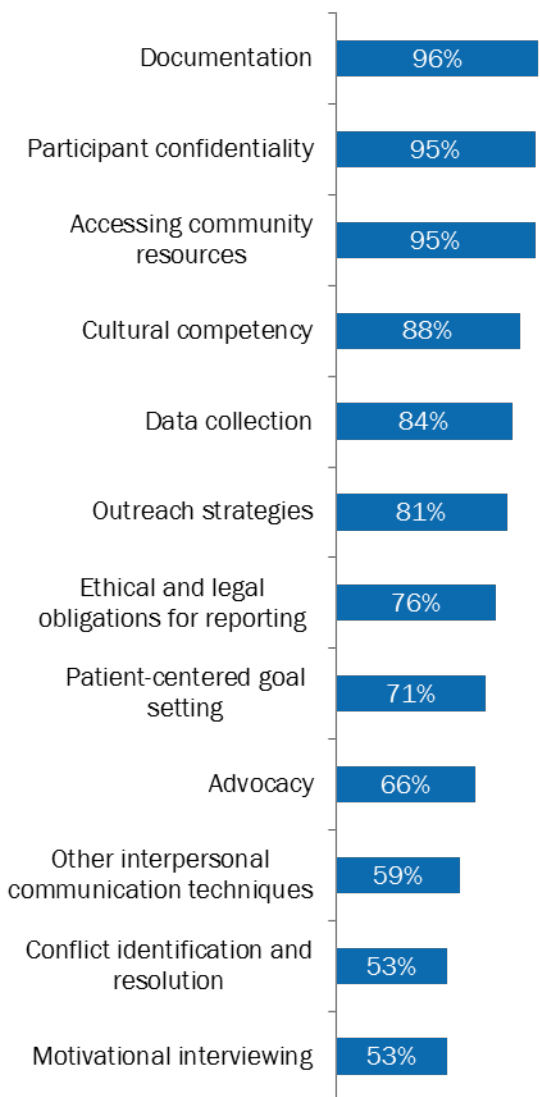 Documentation
96%
Participant confidentiality
95%
Accessing community
resources
95%
Cultural competency
88%
Data collection
84%
Outreach strategies
81%
Ethical and legal
obligations for reporting
76%
Patient-centered goal
setting
71%
Advocacy
66%
Other interpersonal
communication techniques
59%
Conflict identification and
resolution
53%
Motivational interviewing
53%